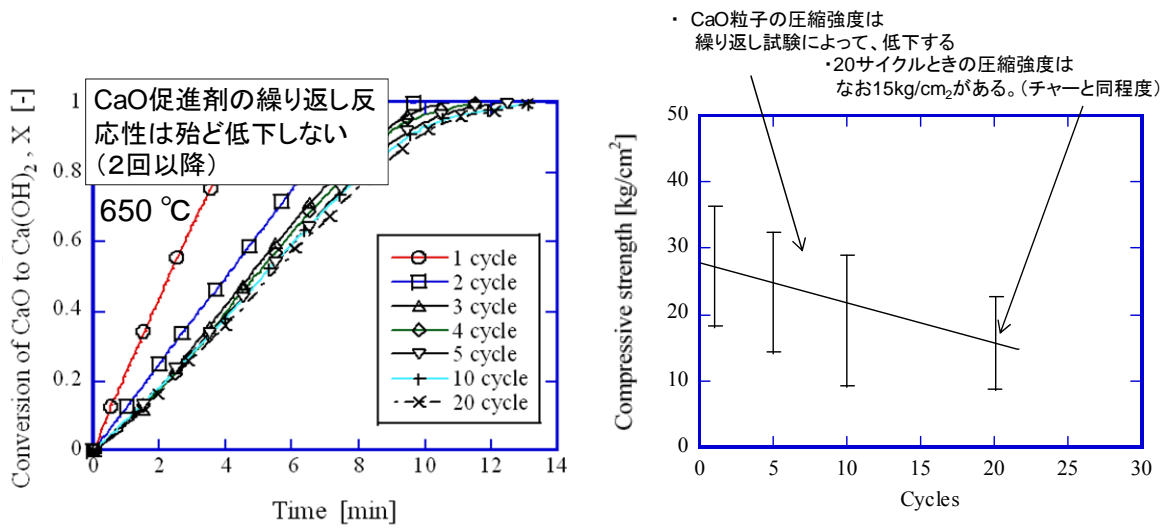 CaO促進剤の繰り返し反
応性は殆ど低下しない
(2回以降)
650 ℃
Conversion of CaO to Ca(OH)2 , X [-]
1
0.8
0.6
0.4
0.2
0
0 2 4 6 8 10 12 14
Time [min]
1 cycle
2 cycle
3 cycle
4 cycle
5 cycle
10 cycle
20 cycle
・ CaO粒子の圧縮強度は
繰り返し試験によって、低下する
・20サイクルときの圧縮強度は
なお15kg/cm2がある。(チャーと同程度)
Compressive strength [kg/cm2]
50
40
30
20
10
0
0 5 10 15 20 25 30
Cycles